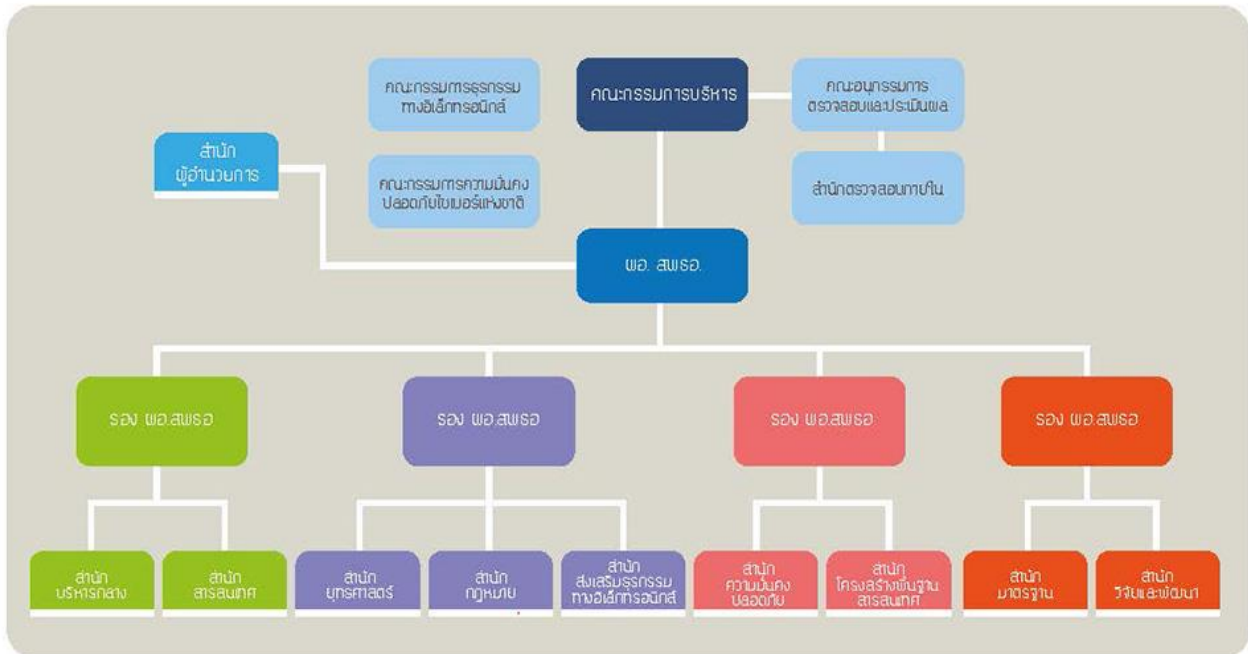 คณะกรรมการธุรกรรม
ทางอิเล็กทรอนิกส์
คณะกรรมการบริหาร
คณะอนุกรรมการ
ตรวจสอบและประเมินผล
สำนัก
ผู้อำนวยการ
คณะกรรมการความมั่นคง
ปลอดภัยไซเบอร์แห่งชาติ
สำนักตรวจสอบภายใน
ผอ. สพธอ.
รอง ผอ.สพธอ
รอง ผอ.สพธอ
รอง ผอ.สพธอ
รอง ผอ.สพธอ
สำนัก
บริหารกลาง
สำนัก
สารสนเทศ
สำนัก
ยุทธศาสตร์
สำนัก
กฎหมาย
สำนัก
ส่งเสริมธุรกรรม
ทางอิเล็กทรอนิกส์
สำนัก
ความมั่นคง
ปลอดภัย
สำนัก
โครงสร้างพื้นฐาน
สารสนเทศ
สำนัก
มาตรฐาน
สำนัก
วิจัยและพัฒนา